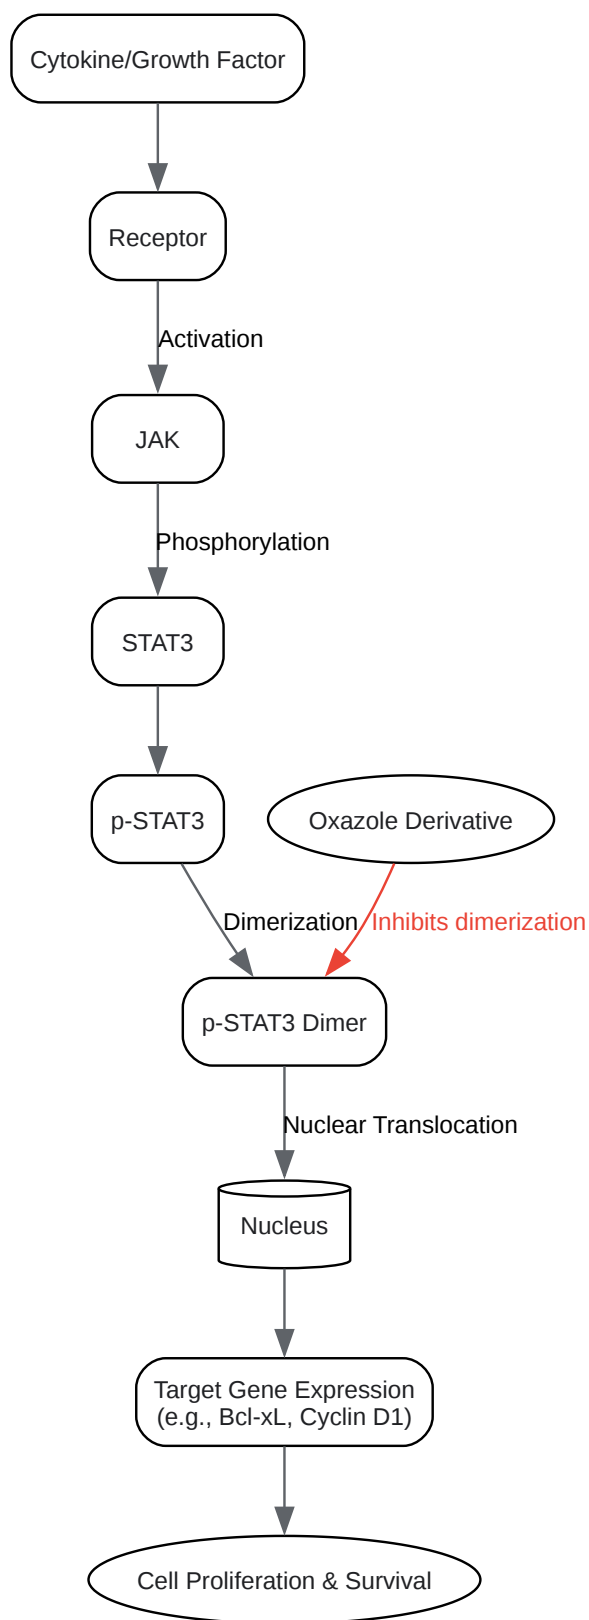 Cytokine/Growth Factor
Receptor
Activation
JAK
Phosphorylation
STAT3
p-STAT3
Oxazole Derivative
Dimerization
Inhibits dimerization
p-STAT3 Dimer
Nuclear Translocation
Nucleus
Target Gene Expression
(e.g., Bcl-xL, Cyclin D1)
Cell Proliferation & Survival